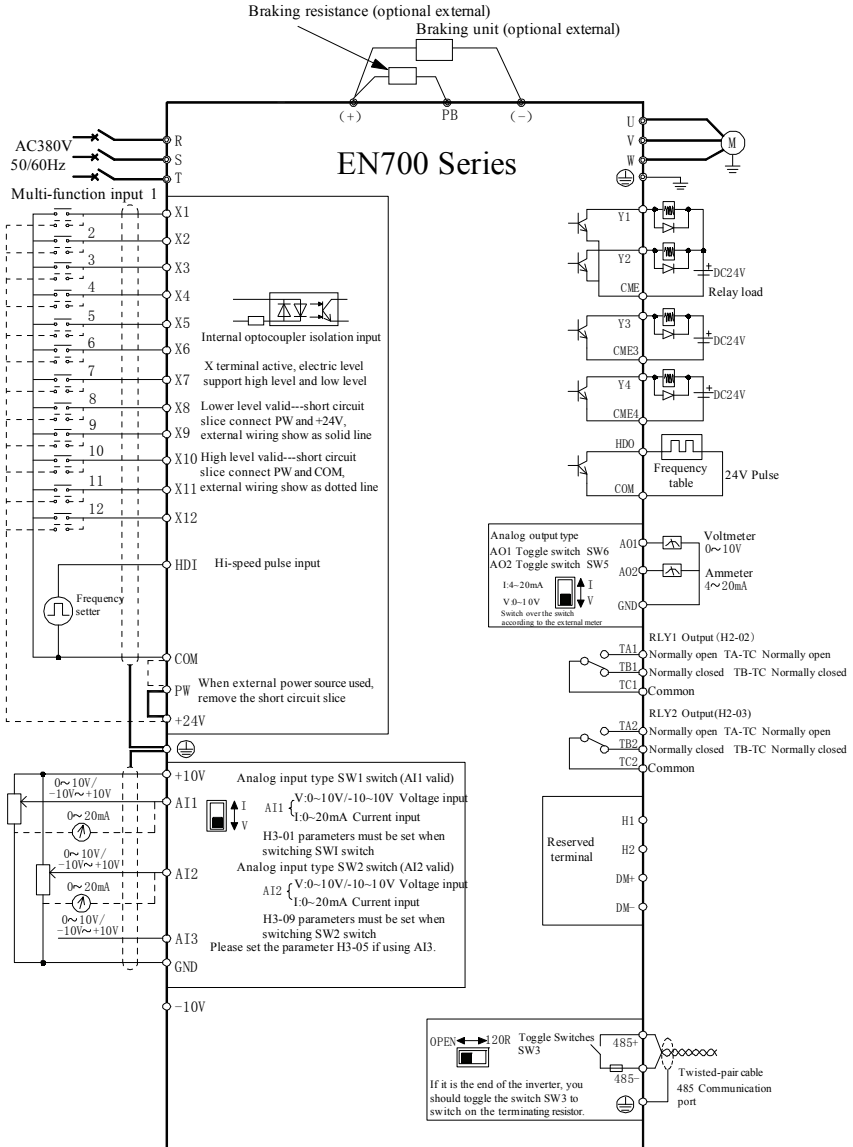 Braking resistance (optional external)
Braking unit (optional external)
(+)
PB
(-)
AC380V
50/60Hz
R
S
T
EN700 Series
U
V
W
M
Multi-function input 1
X1
2
X2
3
X3
4
X4
5
X5
6
X6
7
X7
8
X8
9
X9
10
X10
11
X11
12
X12
Internal optocoupler isolation input
X terminal active, electric level
support high level and low level
Lower level valid---short circuit
slice connect PW and +24V,
external wiring show as solid line
High level valid---short circuit
slice connect PW and COM,
external wiring show as dotted line
HDI
Hi-speed pulse input
Frequency
setter
COM
PW
When external power source used,
remove the short circuit slice
+24V
Y1
Y2
CME
+
DC24V
Relay load
Y3
CME3
+
DC24V
Y4
CME4
+
DC24V
HDO
COM
Frequency
table
24V Pulse
Analog output type
AO1 Toggle switch SW6
AO2 Toggle switch SW5
I:4~20mA
V:0~10V
I
V
Switch over the switch
according to the external meter
AO1
AO2
GND
Voltmeter
0~10V
Ammeter
4~20mA
RLY1 Output (H2-02)
TA1
Normally open TA-TC Normally open
TB1
Normally closed TB-TC Normally closed
TC1
Common
RLY2 Output(H2-03)
TA2
Normally open TA-TC Normally open
TB2
Normally closed TB-TC Normally closed
TC2
Common
+10V
0~10V/
-10V~+10V
AI1
0~20mA
0~10V/
-10V~+10V
AI2
0~20mA
0~10V/
-10V~+10V
AI3
GND
-10V
Analog input type SW1 switch (AI1 valid)
I
V
AI1 { V:0~10V/-10~10V Voltage input
I:0~20mA Current input
H3-01 parameters must be set when
switching SW1 switch
Analog input type SW2 switch (AI2 valid)
AI2 { V:0~10V/-10~10V Voltage input
I:0~20mA Current input
H3-09 parameters must be set when
switching SW2 switch
Please set the parameter H3-05 if using AI3.
Reserved
terminal
H1
H2
DM+
DM-
OPEN
120R
Toggle Switches
SW3
485+
485-
If it is the end of the inverter, you
should toggle the switch SW3 to
switch on the terminating resistor.
Twisted-pair cable
485 Communication
port